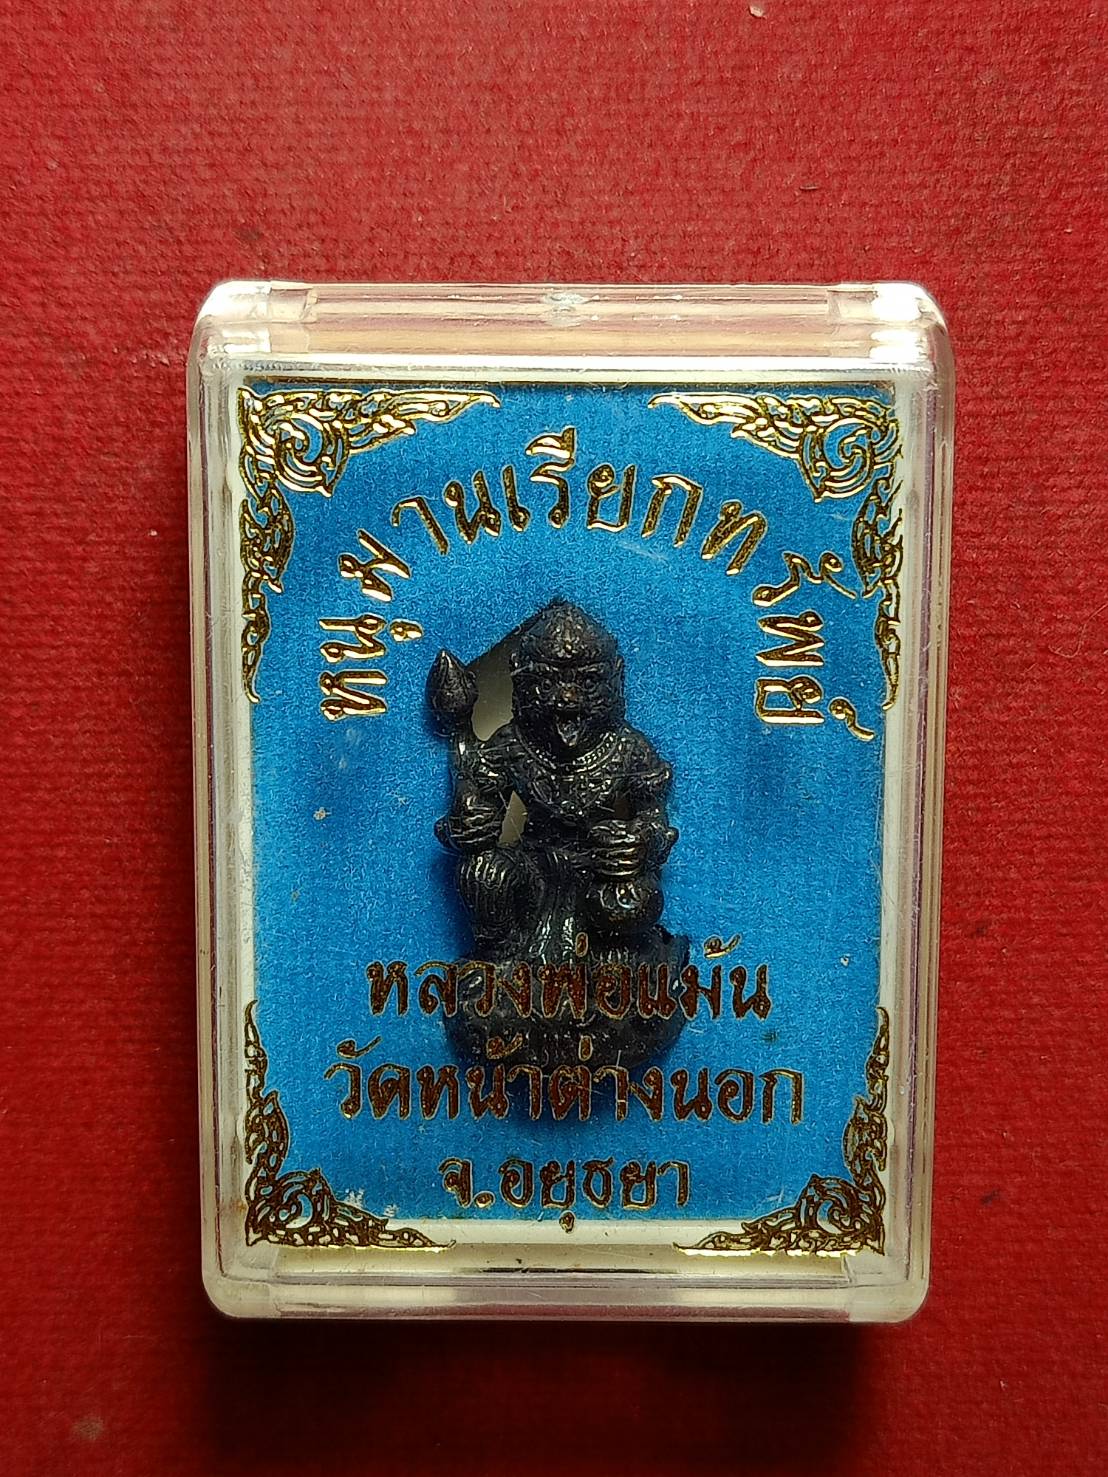 หนุมานเรียกทรัพย์
หลวงพ่อแม้น
วัดหน้าต่างนอก
จ.อยุธยา